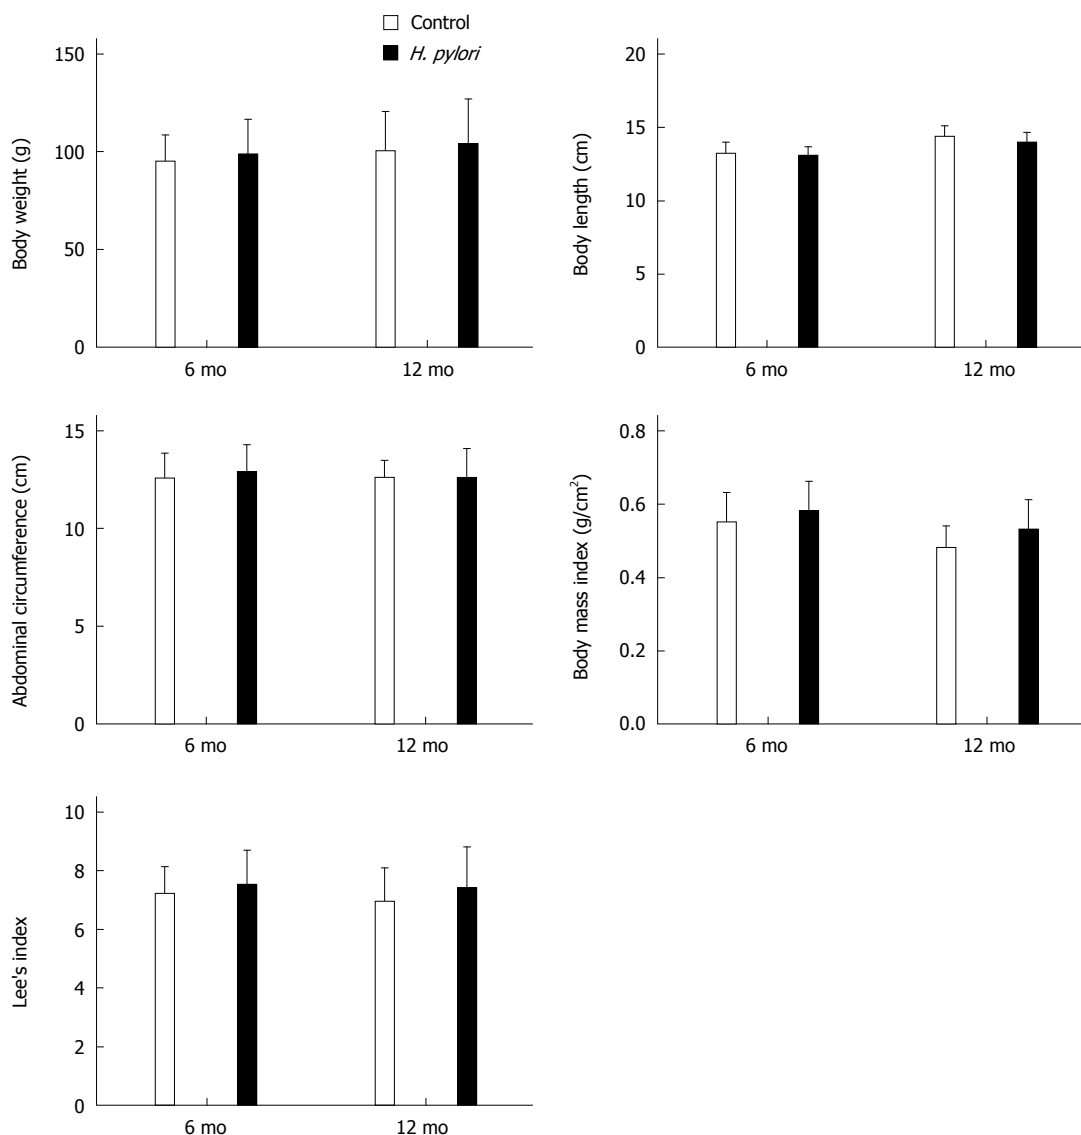 Control
H. pylori
Body weight (g)
150
100
50
0
6 mo
12 mo
Body length (cm)
20
15
10
5
0
6 mo
12 mo
Abdominal circumference (cm)
15
10
5
0
6 mo
12 mo
Body mass index (g/cm²)
0.8
0.6
0.4
0.2
0.0
6 mo
12 mo
Lee's index
10
8
6
4
2
0
6 mo
12 mo